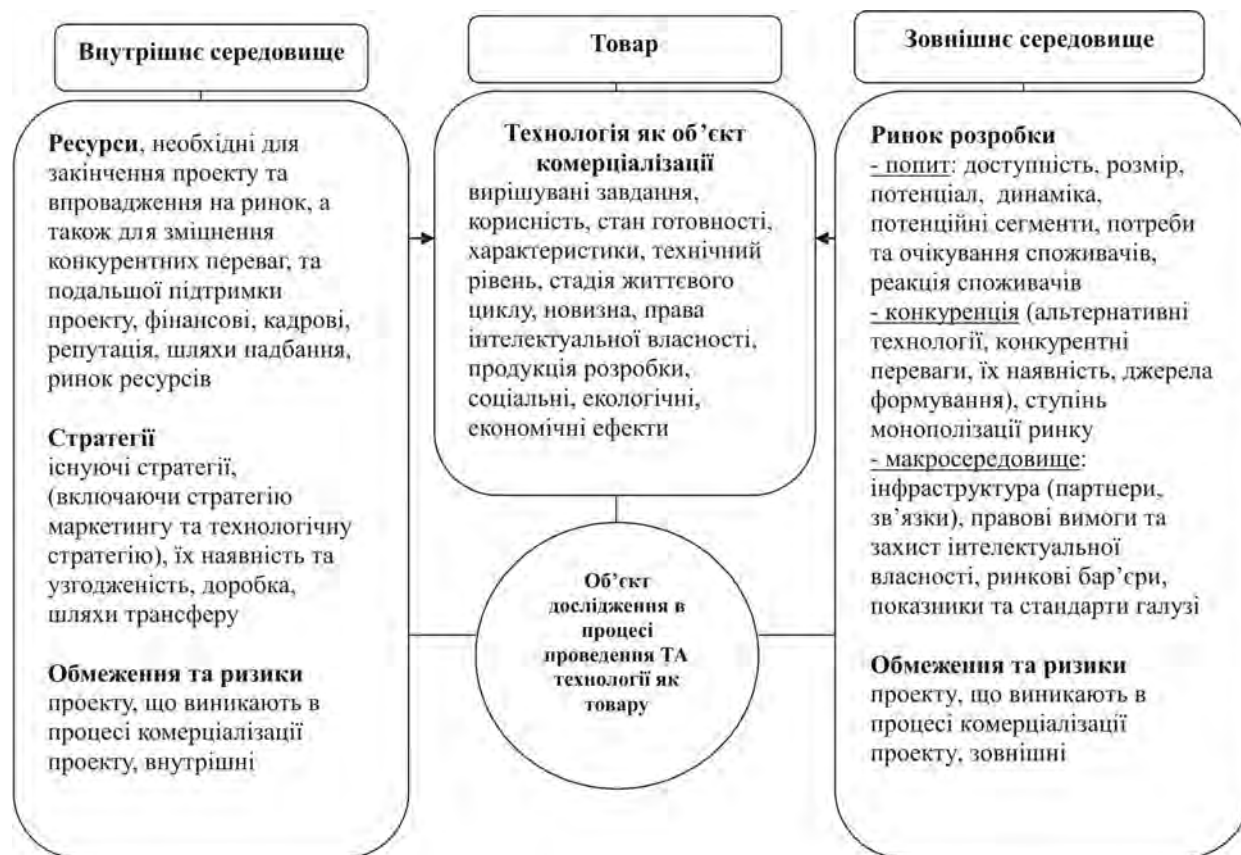 Внутрішнє середовище
Ресурси, необхідні для
закінчення проекту та
впровадження на ринок, а
також для зміцнення
конкурентних переваг, та
подальшої підтримки
проекту, фінансові, кадрові,
репутація, шляхи надбання,
ринок ресурсів
Стратегії
існуючі стратегії,
(включаючи стратегію
маркетингу та технологічну
стратегію), їх наявність та
узгодженість, доробка,
шляхи трансферу
Обмеження та ризики
проекту, що виникають в
процесі комерціалізації
проекту, внутрішні
Товар
Технологія як об’єкт
комерціалізації
вирішувані завдання,
корисність, стан готовності,
характеристики, технічний
рівень, стадія життєвого
циклу, новизна, права
інтелектуальної власності,
продукція розробки,
соціальні, екологічні,
економічні ефекти
Об’єкт
дослідження в
процесі
проведення ТА
технології як
товару
Зовнішнє середовище
Ринок розробки
- попит: доступність, розмір,
потенціал, динаміка,
потенційні сегменти, потреби
та очікування споживачів,
реакція споживачів
- конкуренція (альтернативні
технології, конкурентні
переваги, їх наявність, джерела
формування), ступінь
монополізації ринку
- макросередовище:
інфраструктура (партнери,
зв’язки), правові вимоги та
захист інтелектуальної
власності, ринкові бар’єри,
показники та стандарти галузі
Обмеження та ризики
проекту, що виникають в
процесі комерціалізації
проекту, зовнішні